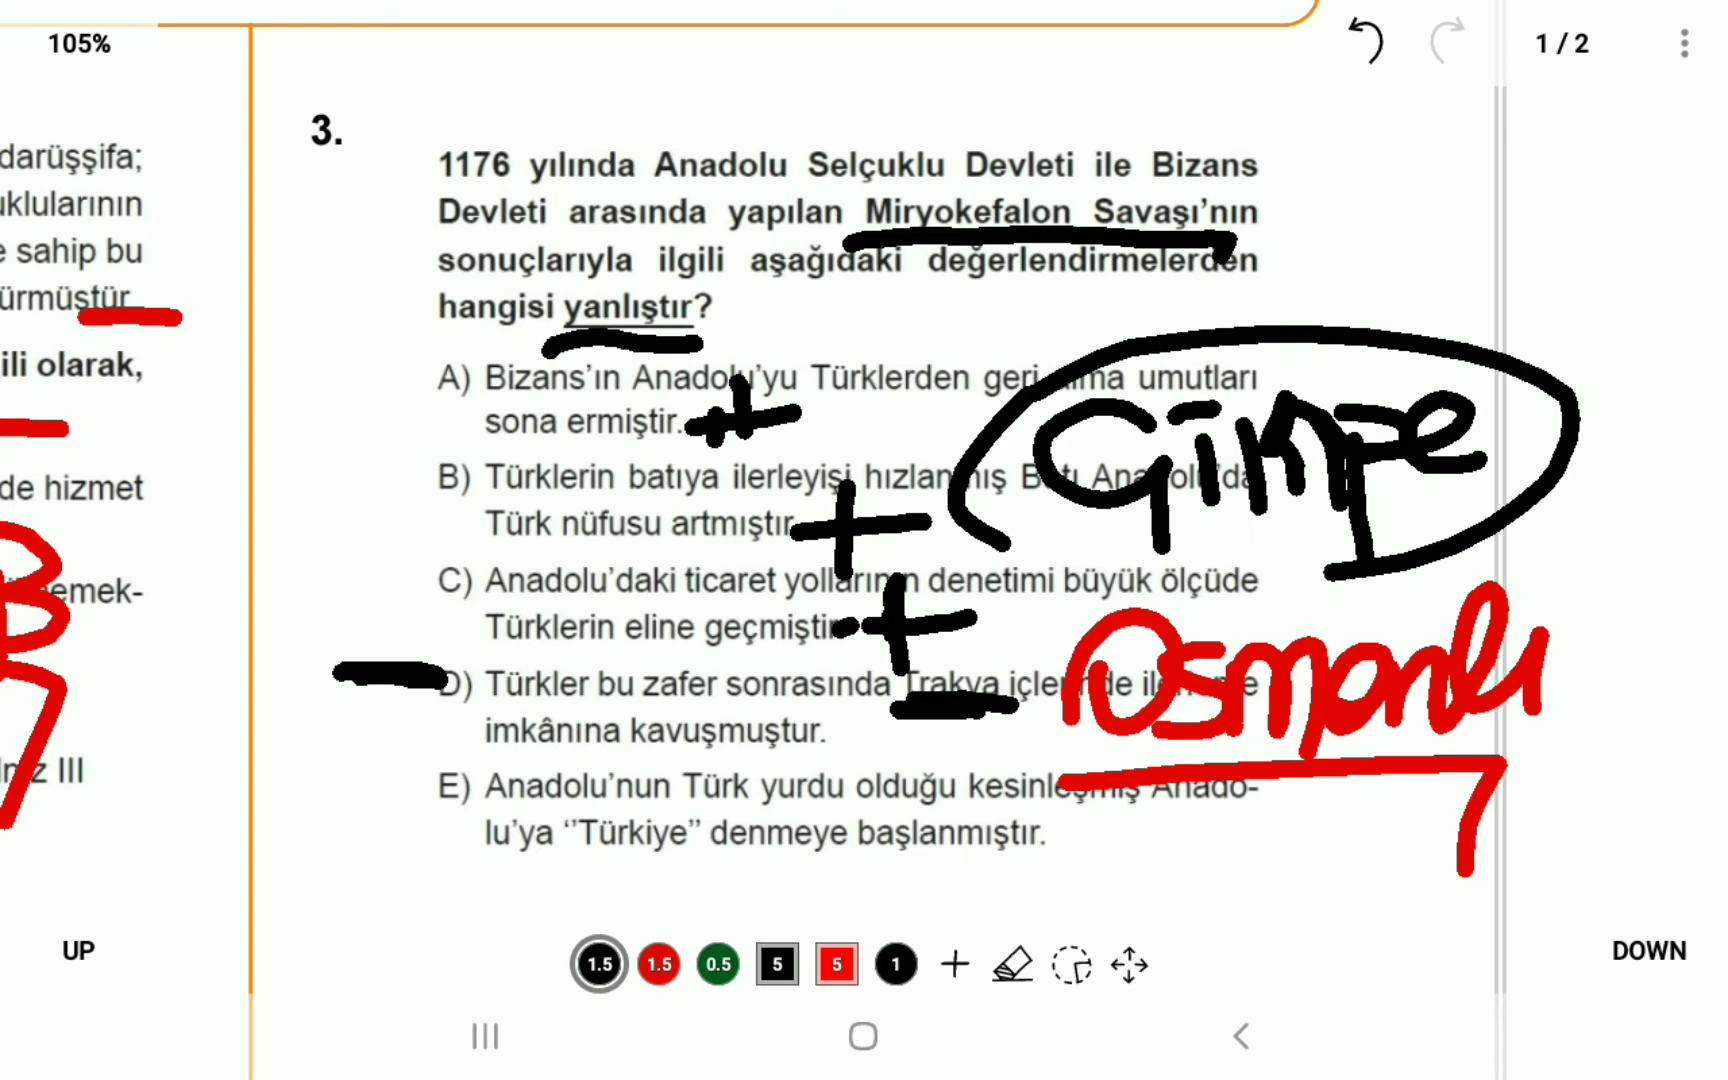 105%
1 / 2
darüşşifa;
uklularının
e sahip bu
ürmüştür
ili olarak,
de hizmet
emek-
z III
B
3.
1176 yılında Anadolu Selçuklu Devleti ile Bizans
Devleti arasında yapılan Miryokefalon Savaşı’nın
sonuçlarıyla ilgili aşağıdaki değerlendirmelerden
hangisi yanlıştır?
A) Bizans’ın Anadolu’yu Türklerden geri alma umutları
sona ermiştir.
B) Türklerin batıya ilerleyişi hızlanmış Batı Anadolu’da
Türk nüfusu artmıştır.
C) Anadolu’daki ticaret yollarının denetimi büyük ölçüde
Türklerin eline geçmiştir.
D) Türkler bu zafer sonrasında Trakya içlerinde ilerleme
imkânına kavuşmuştur.
E) Anadolu’nun Türk yurdu olduğu kesinleşmiş Anado-
lu’ya ‘’Türkiye’’ denmeye başlanmıştır.
Çimpe
Osmanlı
UP
DOWN
1.5 1.5 0.5 5 5 1